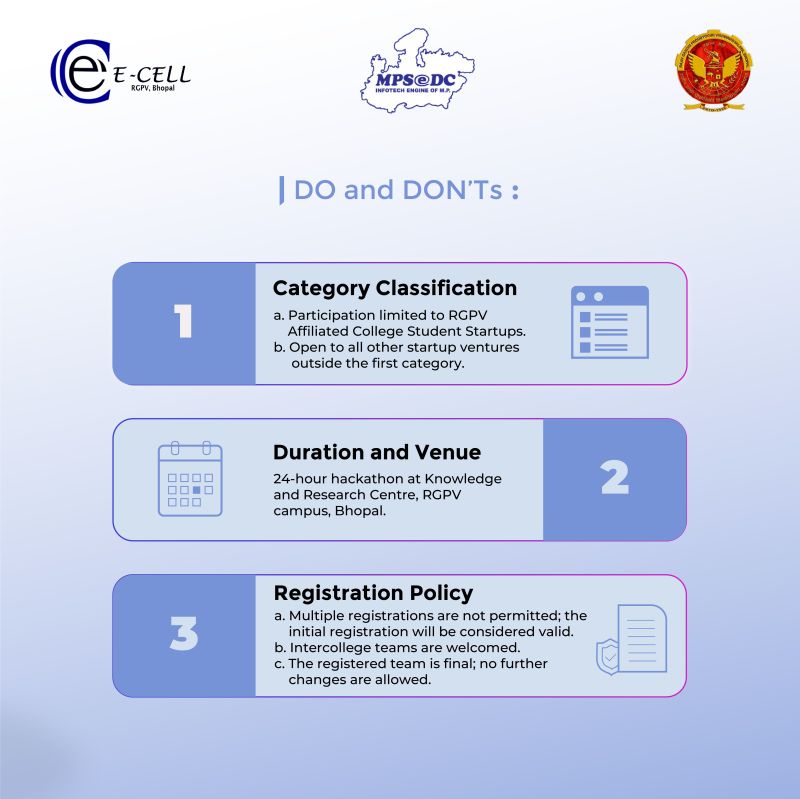 E-CELL
RGPV, Bhopal
MPS@DC
INFOTECH ENGINE OF M.P.
DO and DON'Ts :
1
Category Classification
a. Participation limited to RGPV
Affiliated College Student Startups.
b. Open to all other startup ventures
outside the first category.
Duration and Venue
24-hour hackathon at Knowledge
and Research Centre, RGPV
campus, Bhopal.
2
3
Registration Policy
a. Multiple registrations are not permitted; the
initial registration will be considered valid.
b. Intercollege teams are welcomed.
c. The registered team is final; no further
changes are allowed.